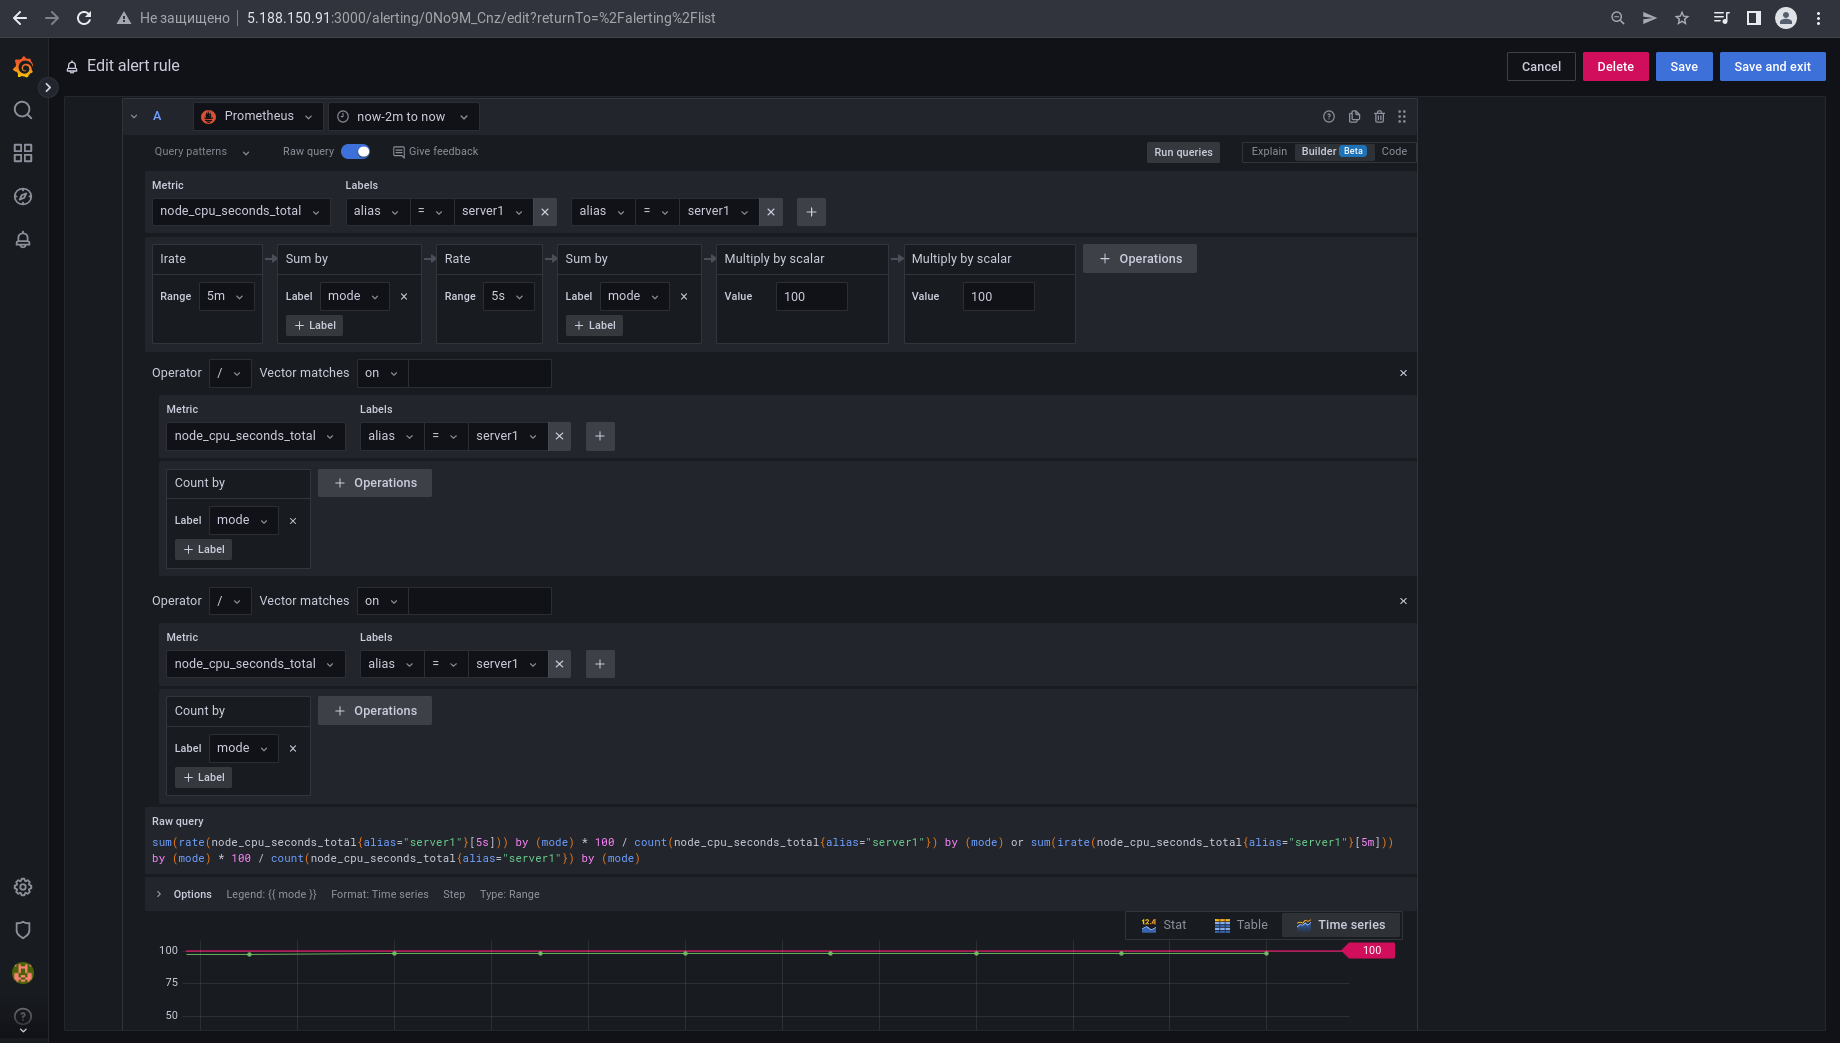 Не защищено
5.188.150.91:3000/alerting/0No9M_Cnz/edit?returnTo=%2Falerting%2Flist
Edit alert rule
Cancel
Delete
Save
Save and exit
A
Prometheus
now-2m to now
Query patterns
Raw query
Give feedback
Run queries
Explain
Builder Beta
Code
Metric
Labels
node_cpu_seconds_total
alias = server1
alias = server1
Irate
Sum by
Rate
Sum by
Multiply by scalar
Multiply by scalar
+ Operations
Range 5m
Label mode
Range 5s
Label mode
Value 100
Value 100
+ Label
+ Label
Operator / Vector matches on
Metric
Labels
node_cpu_seconds_total
alias = server1
Count by
+ Operations
Label mode
+ Label
Operator / Vector matches on
Metric
Labels
node_cpu_seconds_total
alias = server1
Count by
+ Operations
Label mode
+ Label
Raw query
sum(rate(node_cpu_seconds_total{alias="server1"}[5s])) by (mode) * 100 / count(node_cpu_seconds_total{alias="server1"}) by (mode) or sum(irate(node_cpu_seconds_total{alias="server1"}[5m]))
by (mode) * 100 / count(node_cpu_seconds_total{alias="server1"}) by (mode)
Options
Legend: {{ mode }}
Format: Time series
Step
Type: Range
12.4
Stat
Table
Time series
100
100
75
50